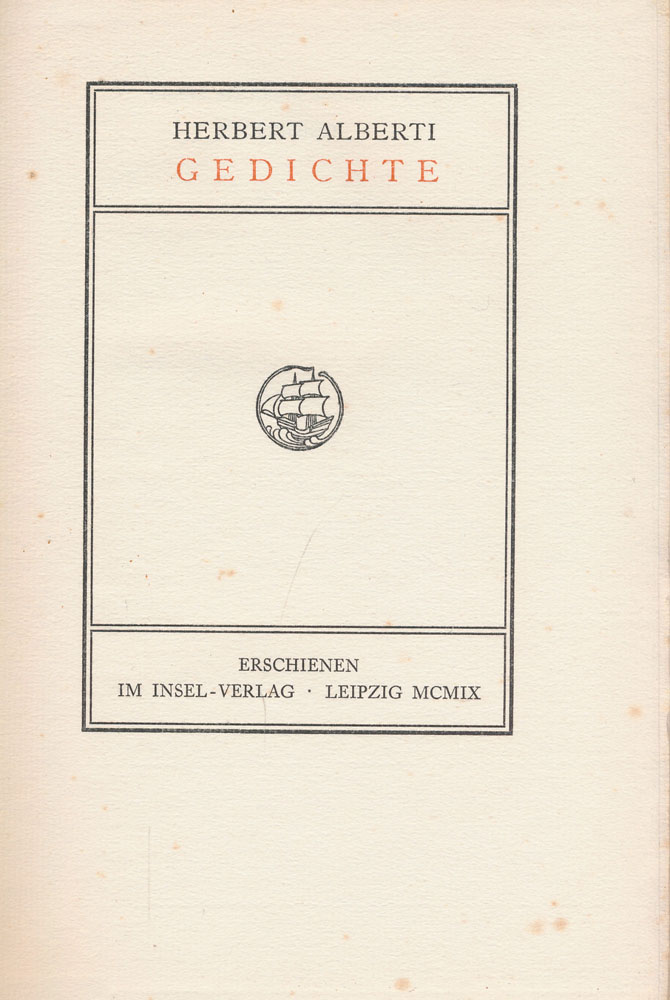 HERBERT ALBERTI
GEDICHTE
ERSCHIENEN
IM INSEL-VERLAG · LEIPZIG MCMIX